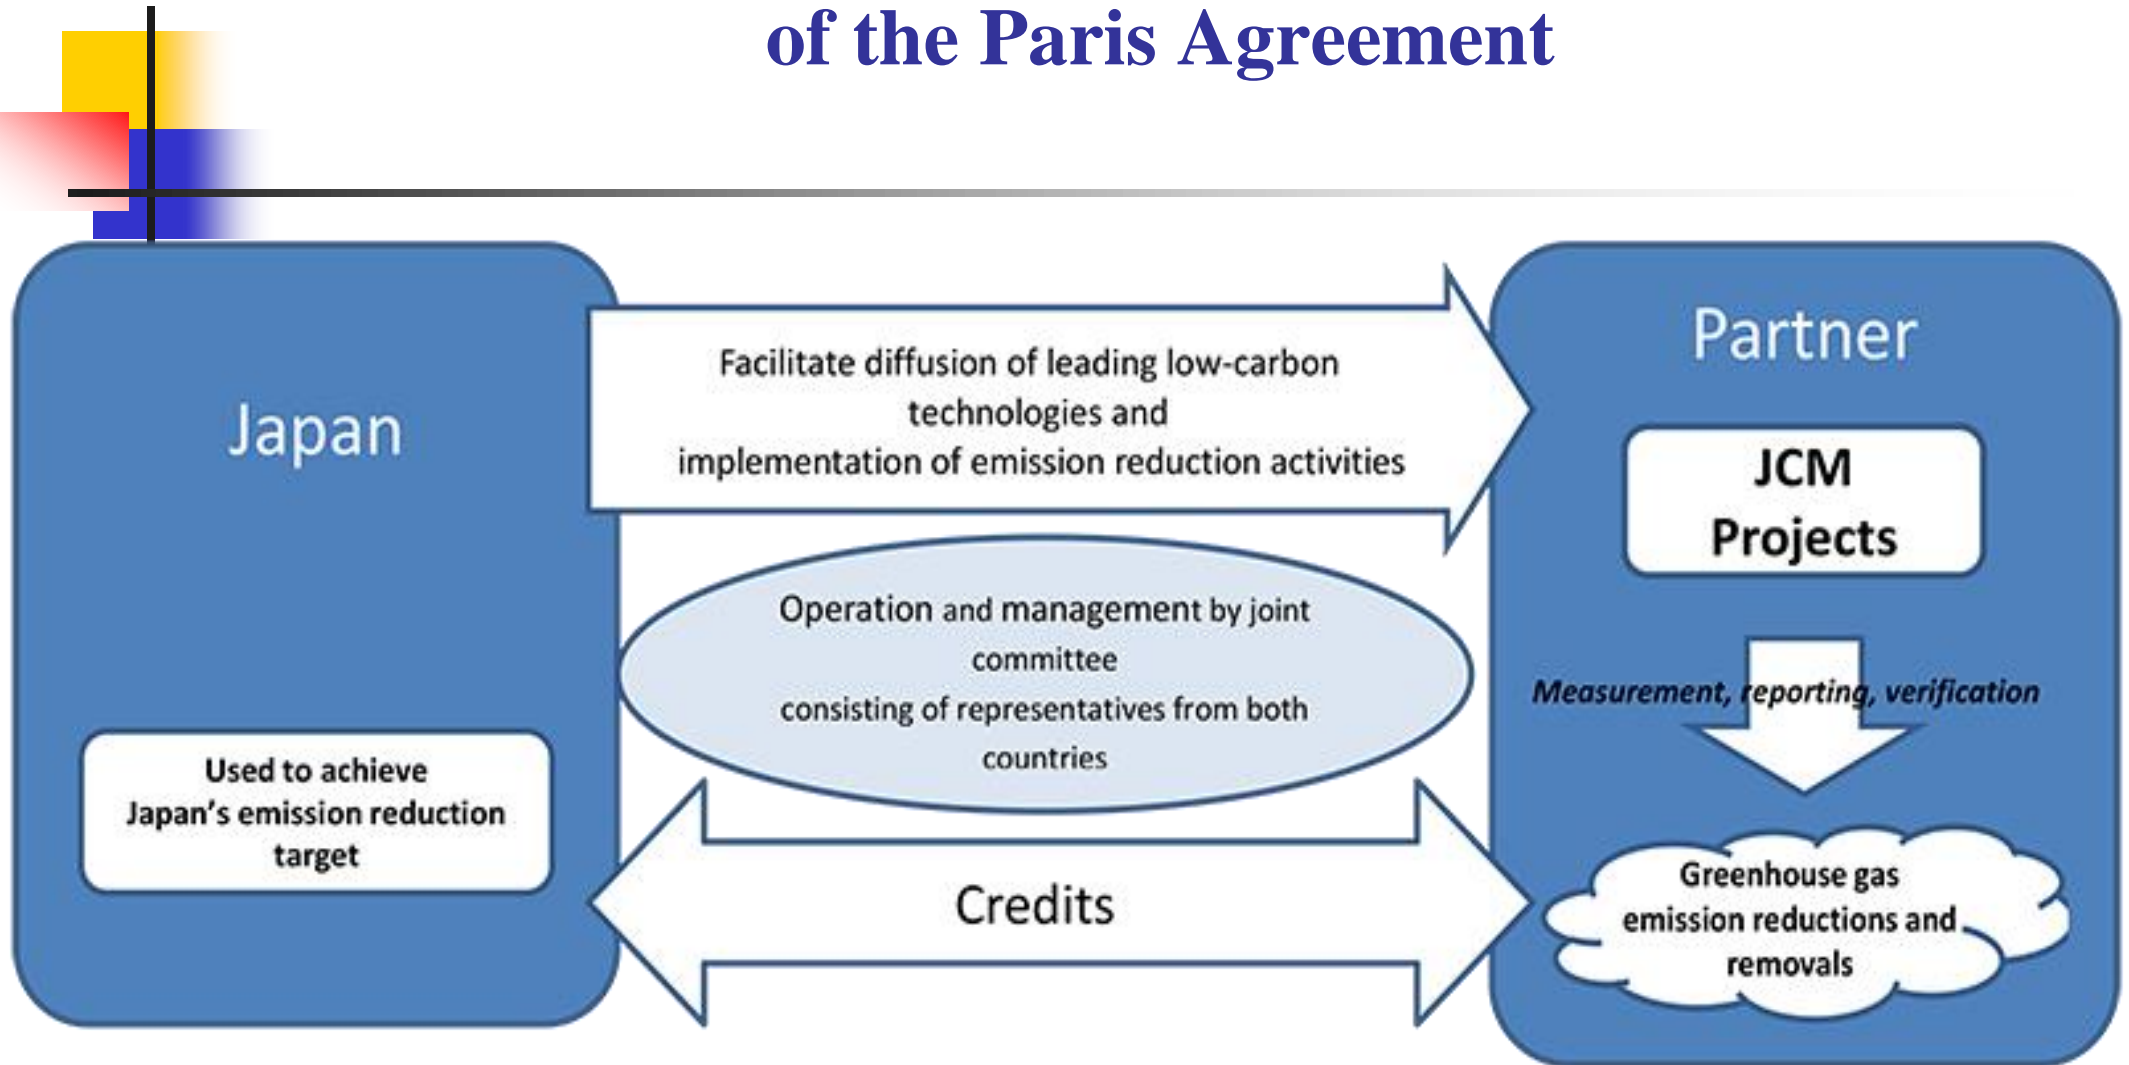 of the Paris Agreement
Japan
Used to achieve
Japan's emission reduction
target
Facilitate diffusion of leading low-carbon
technologies and
implementation of emission reduction activities
Operation and management by joint
committee
consisting of representatives from both
countries
Credits
Partner
JCM
Projects
Measurement, reporting, verification
Greenhouse gas
emission reductions and
removals